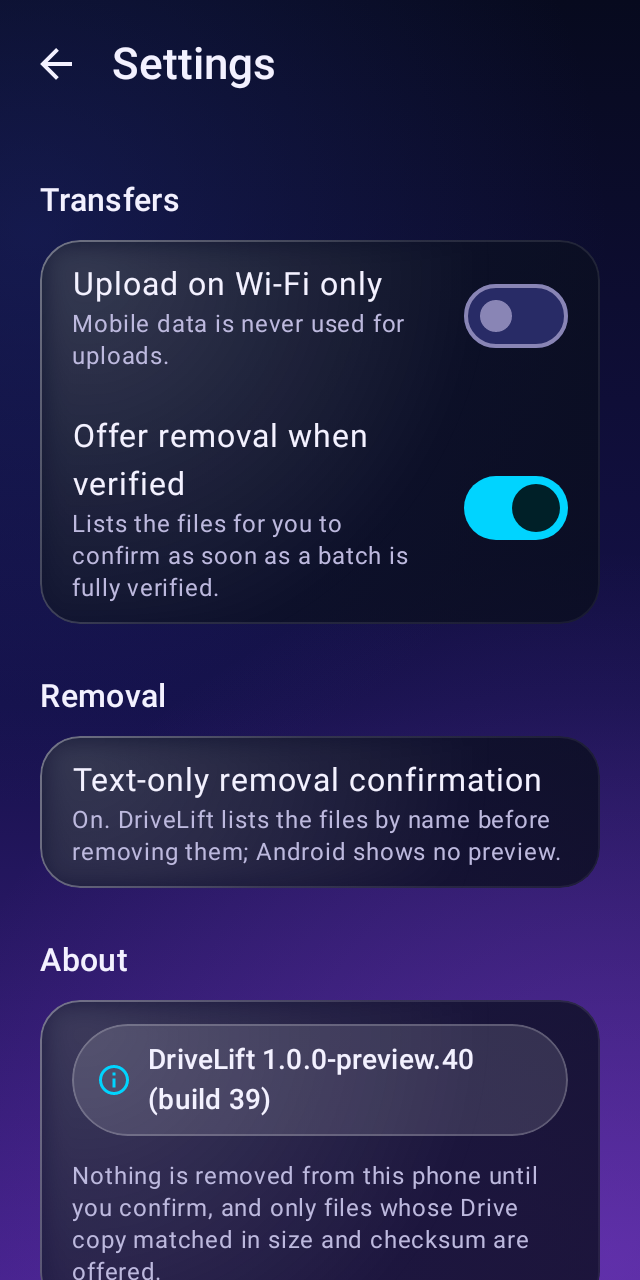 Settings
Transfers
Upload on Wi-Fi only
Mobile data is never used for
uploads.
Offer removal when
verified
Lists the files for you to
confirm as soon as a batch is
fully verified.
Removal
Text-only removal confirmation
On. DriveLift lists the files by name before
removing them; Android shows no preview.
About
DriveLift 1.0.0-preview.40
(build 39)
Nothing is removed from this phone until
you confirm, and only files whose Drive
copy matched in size and checksum are
offered.